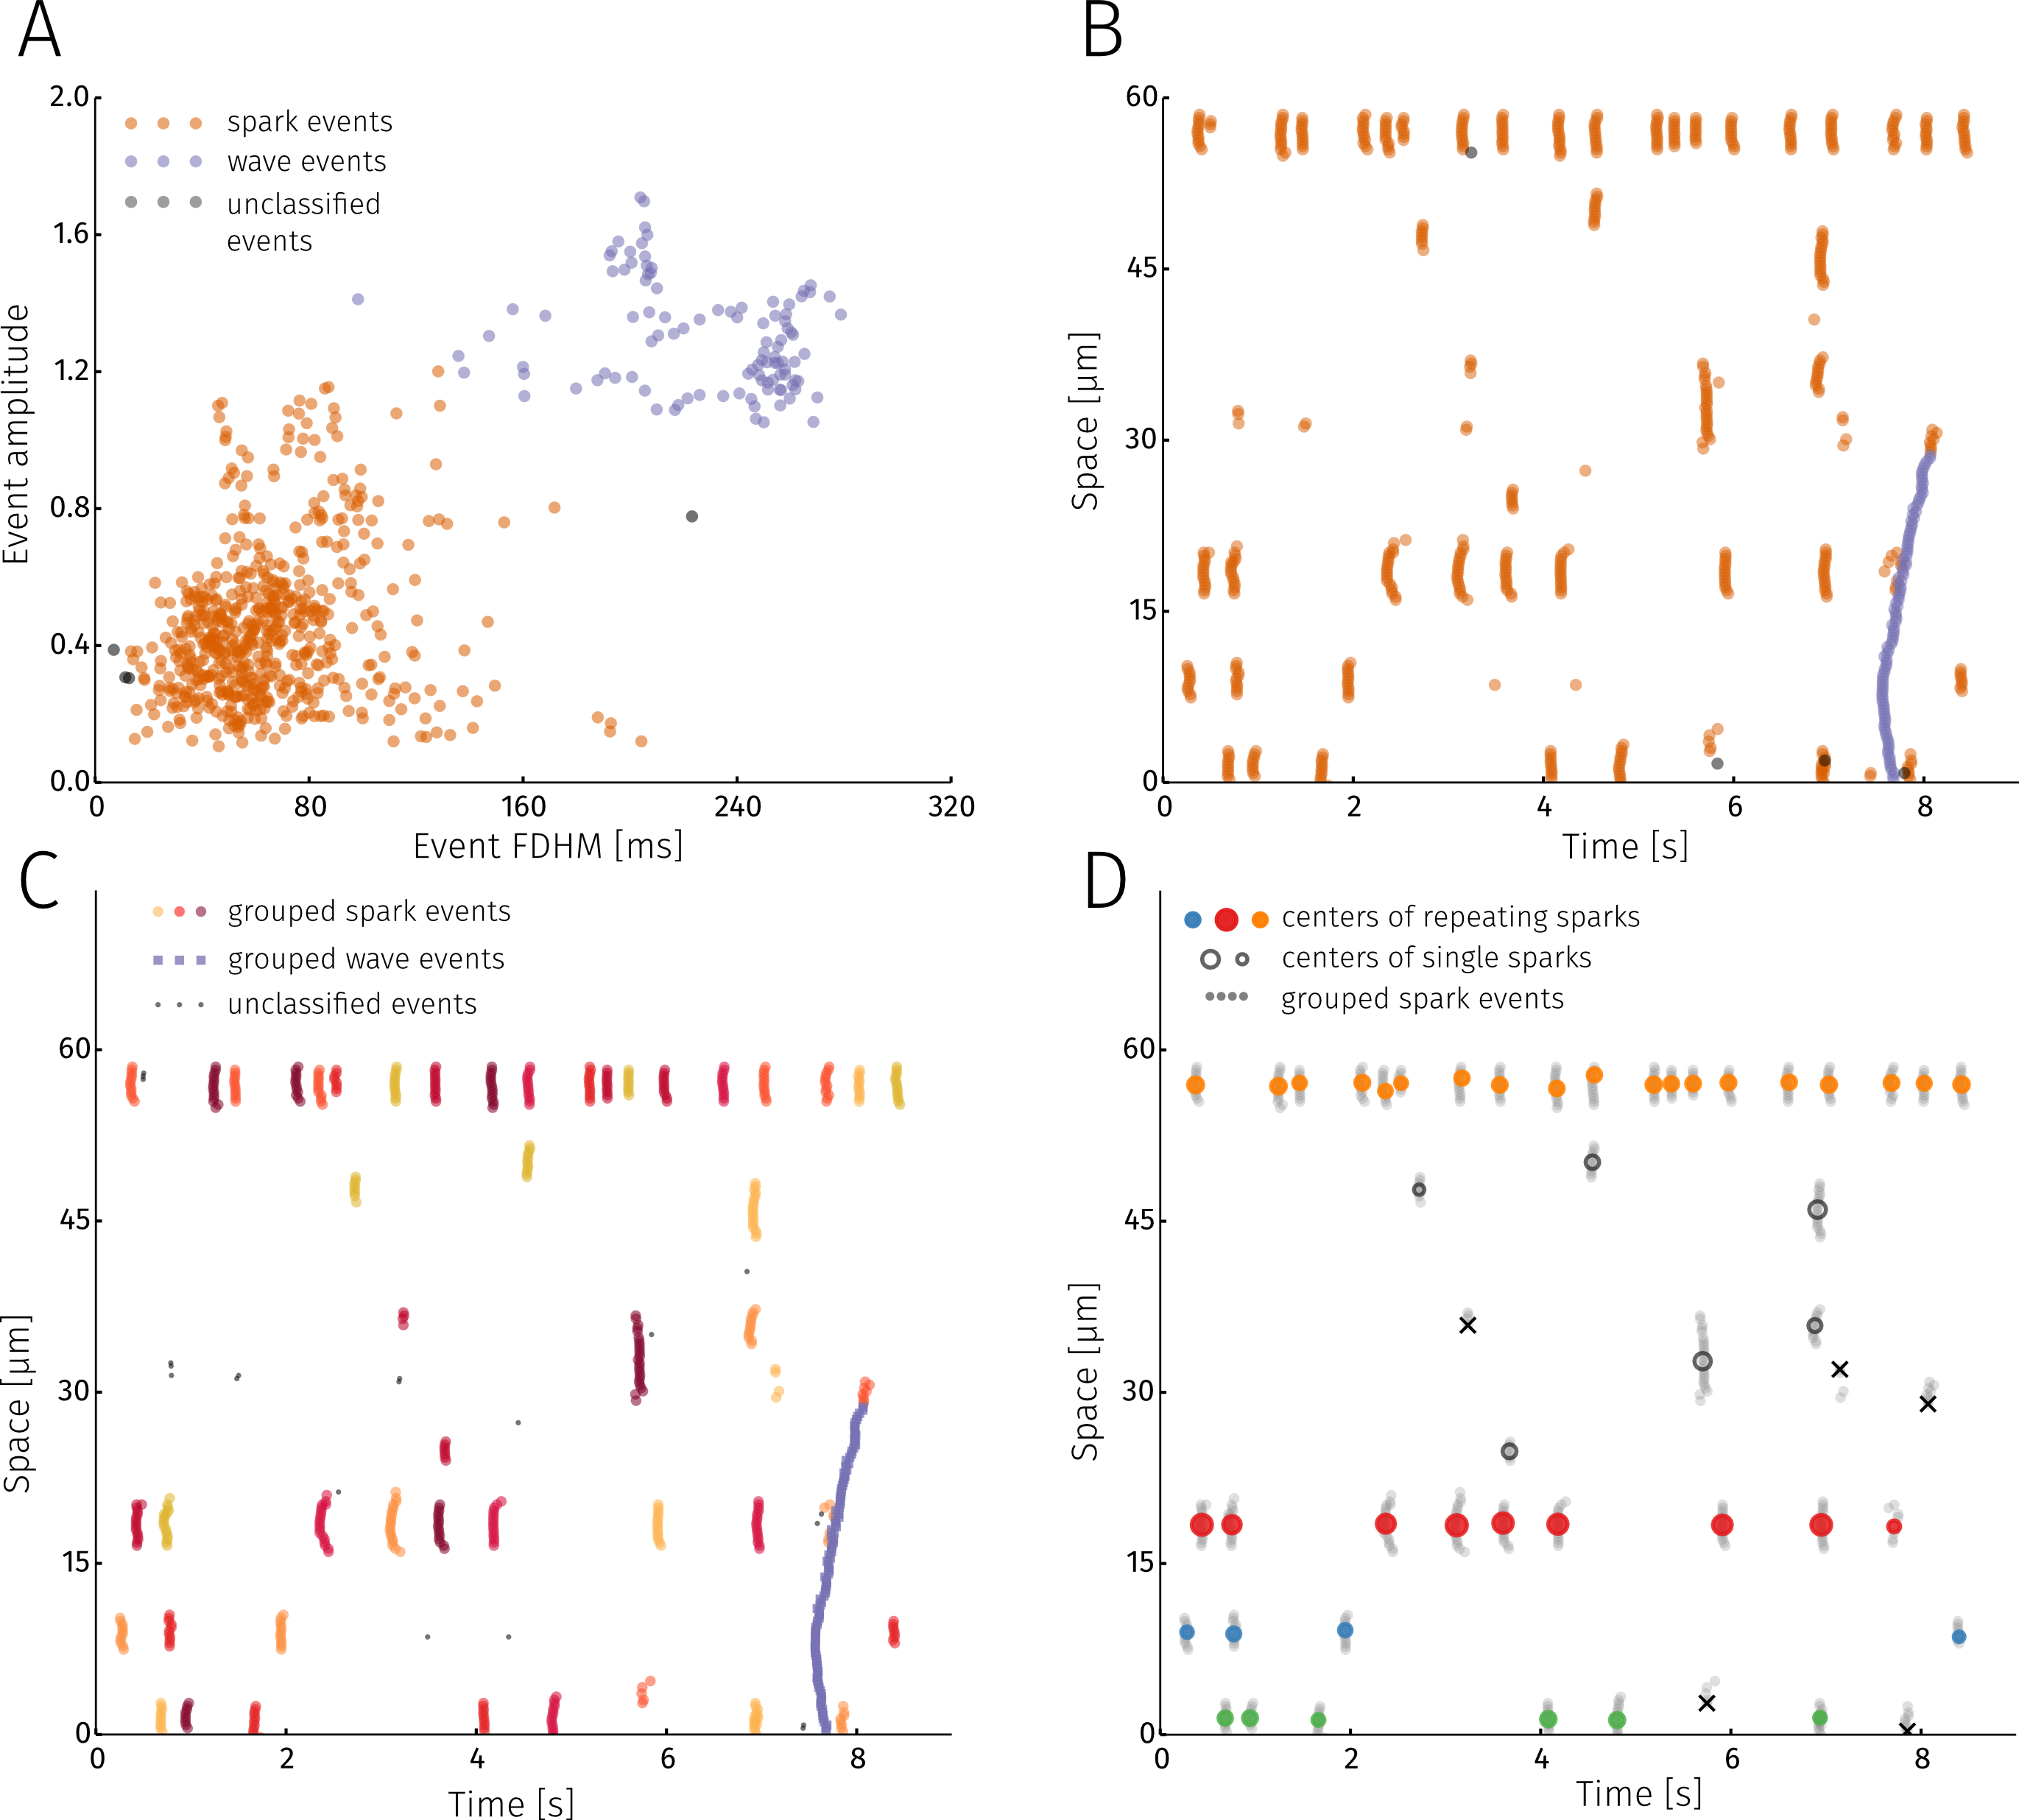 A
2.0
1.6
1.2
0.8
0.4
0.0
Event amplitude
spark events
wave events
unclassified
events
0 80 160 240 320
Event FDHM [ms]
B
60
45
30
15
0
Space [µm]
0 2 4 6 8
Time [s]
C
grouped spark events
grouped wave events
unclassified events
60
45
30
15
0
Space [µm]
0 2 4 6 8
Time [s]
D
centers of repeating sparks
centers of single sparks
grouped spark events
60
45
30
15
0
Space [µm]
0 2 4 6 8
Time [s]